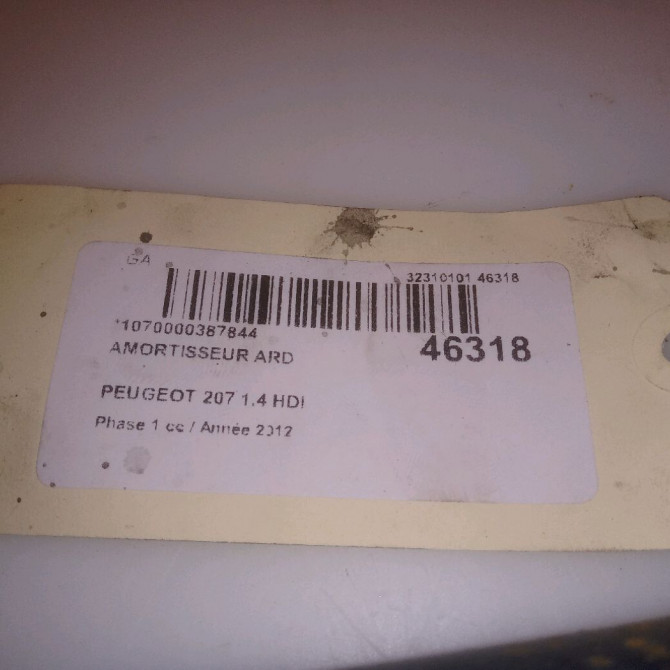 GA
32310101 46318
*1070000387844
46318
AMORTISSEUR ARD
PEUGEOT 207 1.4 HDI
Phase 1 cc / Année 2012